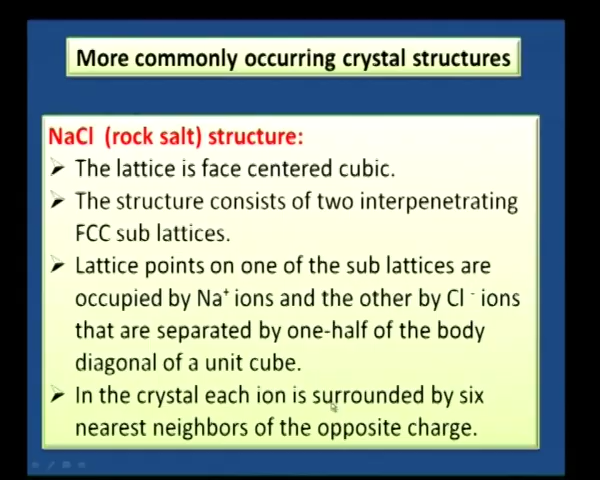 More commonly occurring crystal structures
NaCl (rock salt) structure:
➢ The lattice is face centered cubic.
➢ The structure consists of two interpenetrating
FCC sub lattices.
➢ Lattice points on one of the sub lattices are
occupied by Na⁺ ions and the other by Cl⁻ ions
that are separated by one-half of the body
diagonal of a unit cube.
➢ In the crystal each ion is surrounded by six
nearest neighbors of the opposite charge.